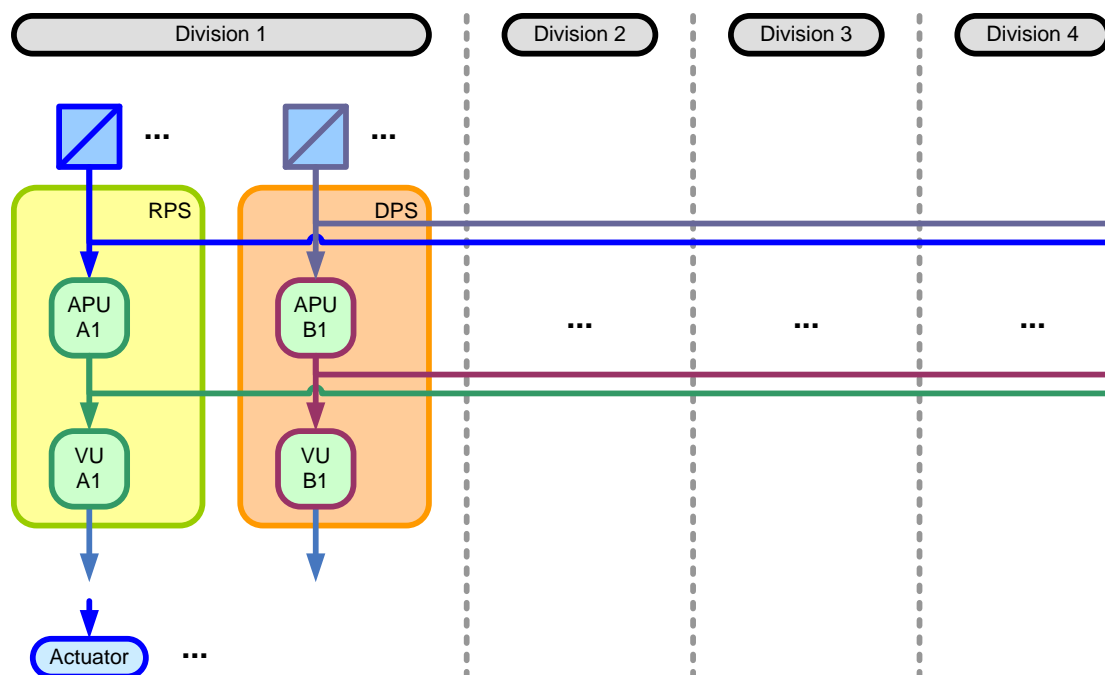 Division 1
Division 2
Division 3
Division 4
...
...
RPS
DPS
APU
A1
APU
B1
...
...
...
VU
A1
VU
B1
Actuator
...